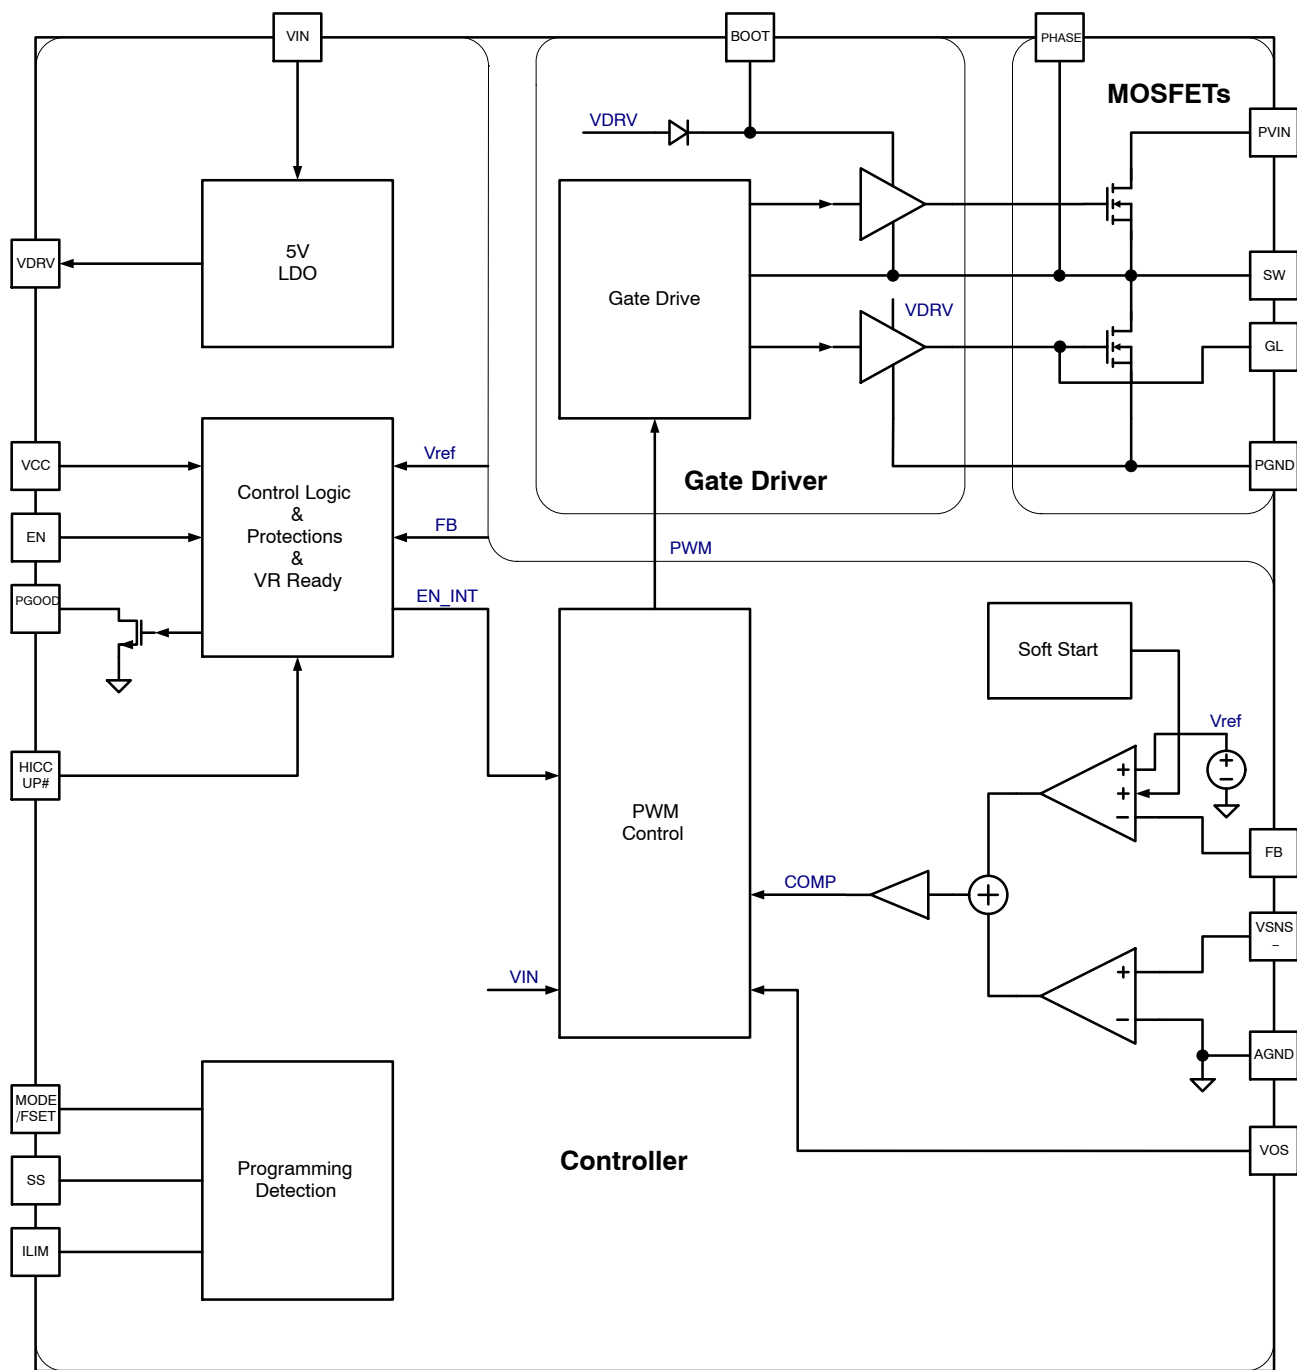 VIN
BOOT
PHASE
MOSFETs
VDRV
PVIN
5V
LDO
VDRV
Gate Drive
SW
VDRV
GL
VCC
Vref
PGND
Gate Driver
Control Logic
&
Protections
&
VR Ready
EN
FB
PWM
PGOOD
EN_INT
Soft Start
Vref
HICC
UP#
+
+
−
+
−
PWM
Control
FB
COMP
+
VSNS
−
+
−
VIN
AGND
MODE
/FSET
Programming
Detection
Controller
VOS
SS
ILIM